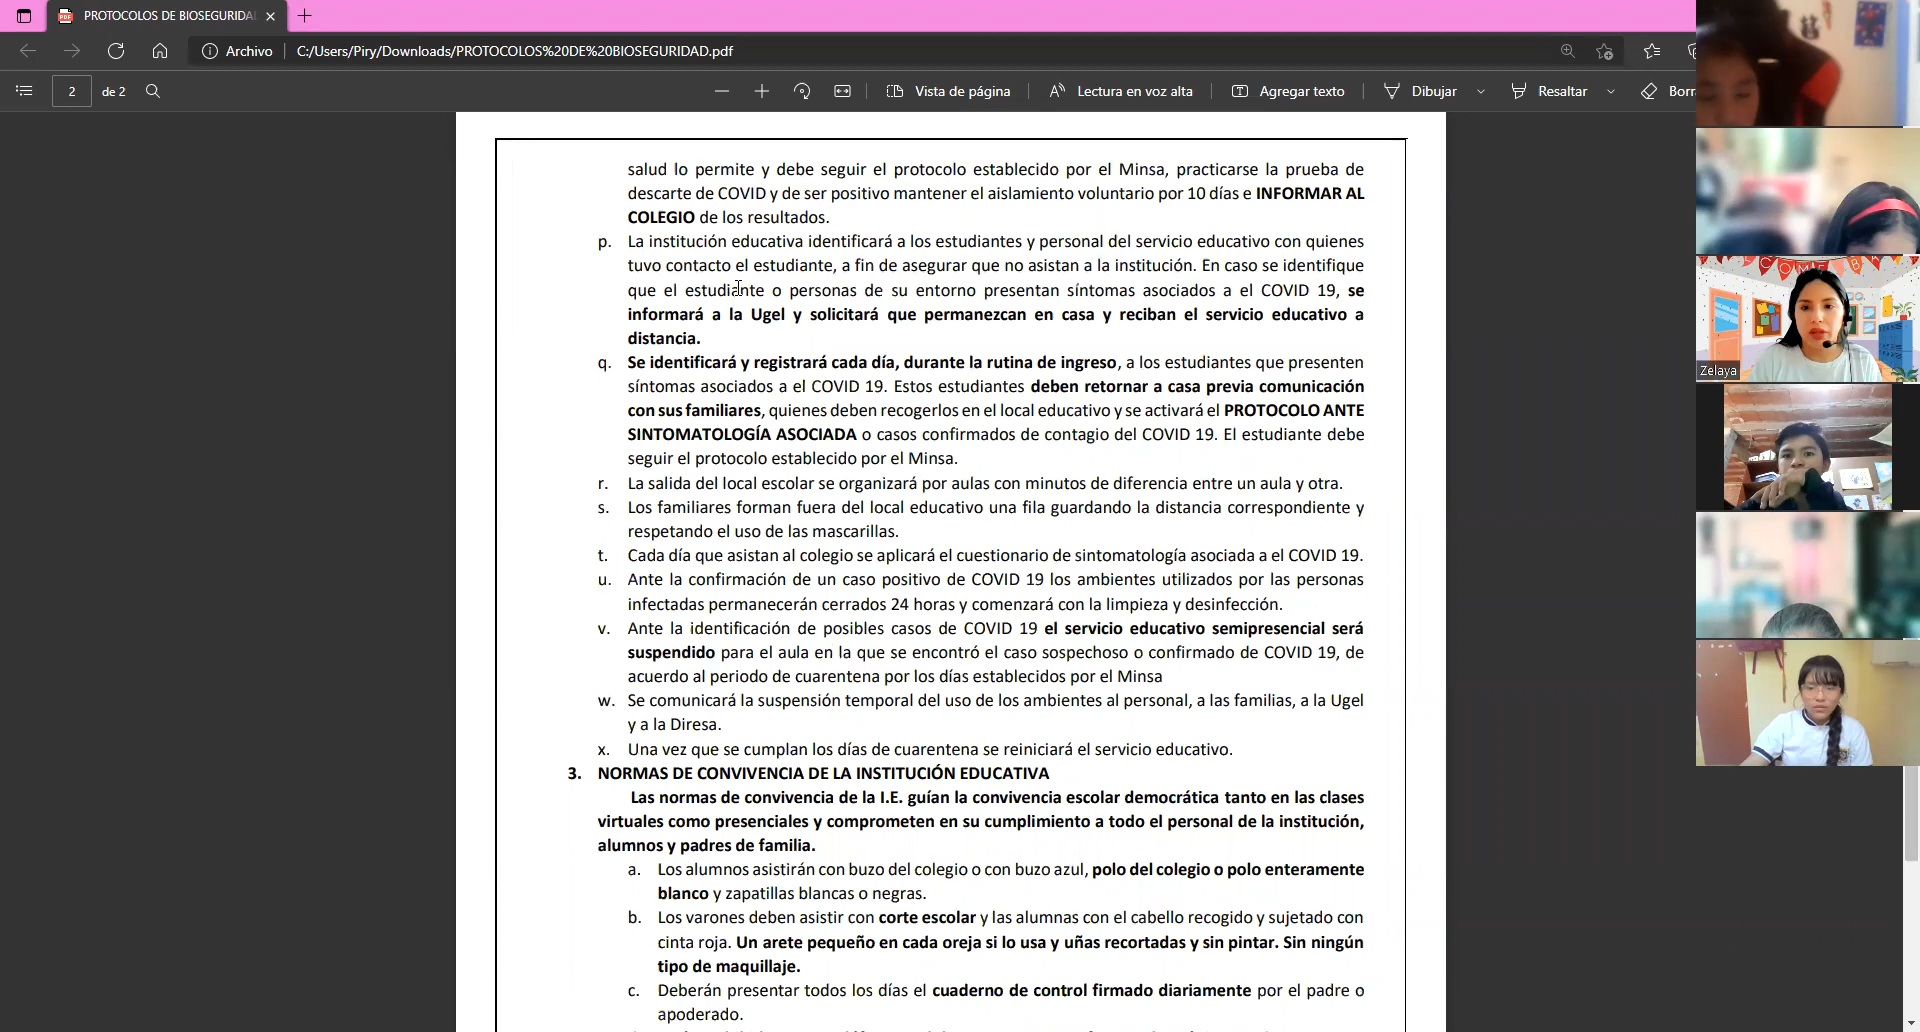 PROTOCOLOS DE BIOSEGURIDA
Archivo C:/Users/Piry/Downloads/PROTOCOLOS%20DE%20BIOSEGURIDAD.pdf
2 de 2 Vista de página Lectura en voz alta Agregar texto Dibujar Resaltar Borr
salud lo permite y debe seguir el protocolo establecido por el Minsa, practicarse la prueba de
descarte de COVID y de ser positivo mantener el aislamiento voluntario por 10 días e INFORMAR AL
COLEGIO de los resultados.
p. La institución educativa identificará a los estudiantes y personal del servicio educativo con quienes
tuvo contacto el estudiante, a fin de asegurar que no asistan a la institución. En caso se identifique
que el estudiante o personas de su entorno presentan síntomas asociados a el COVID 19, se
informará a la Ugel y solicitará que permanezcan en casa y reciban el servicio educativo a
distancia.
q. Se identificará y registrará cada día, durante la rutina de ingreso, a los estudiantes que presenten
síntomas asociados a el COVID 19. Estos estudiantes deben retornar a casa previa comunicación
con sus familiares, quienes deben recogerlos en el local educativo y se activará el PROTOCOLO ANTE
SINTOMATOLOGÍA ASOCIADA o casos confirmados de contagio del COVID 19. El estudiante debe
seguir el protocolo establecido por el Minsa.
r. La salida del local escolar se organizará por aulas con minutos de diferencia entre un aula y otra.
s. Los familiares forman fuera del local educativo una fila guardando la distancia correspondiente y
respetando el uso de las mascarillas.
t. Cada día que asistan al colegio se aplicará el cuestionario de sintomatología asociada a el COVID 19.
u. Ante la confirmación de un caso positivo de COVID 19 los ambientes utilizados por las personas
infectadas permanecerán cerrados 24 horas y comenzará con la limpieza y desinfección.
v. Ante la identificación de posibles casos de COVID 19 el servicio educativo semipresencial será
suspendido para el aula en la que se encontró el caso sospechoso o confirmado de COVID 19, de
acuerdo al periodo de cuarentena por los días establecidos por el Minsa
w. Se comunicará la suspensión temporal del uso de los ambientes al personal, a las familias, a la Ugel
y a la Diresa.
x. Una vez que se cumplan los días de cuarentena se reiniciará el servicio educativo.
3. NORMAS DE CONVIVENCIA DE LA INSTITUCIÓN EDUCATIVA
Las normas de convivencia de la I.E. guían la convivencia escolar democrática tanto en las clases
virtuales como presenciales y comprometen en su cumplimiento a todo el personal de la institución,
alumnos y padres de familia.
a. Los alumnos asistirán con buzo del colegio o con buzo azul, polo del colegio o polo enteramente
blanco y zapatillas blancas o negras.
b. Los varones deben asistir con corte escolar y las alumnas con el cabello recogido y sujetado con
cinta roja. Un arete pequeño en cada oreja si lo usa y uñas recortadas y sin pintar. Sin ningún
tipo de maquillaje.
c. Deberán presentar todos los días el cuaderno de control firmado diariamente por el padre o
apoderado.
Zelaya